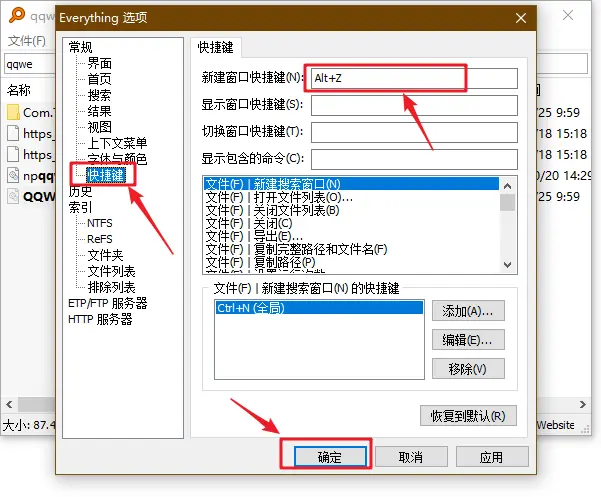 qqwe
Everything 选项
文件(F)
qqwe
名称
Com.
https_
https_
npqq
QQW
/25 9:59
/18 15:18
/18 15:18
0/20 14:29
/25 9:59
常规
界面
首页
搜索
结果
视图
上下文菜单
字体与颜色
快捷键
历史
索引
NTFS
ReFS
文件夹
文件列表
排除列表
ETP/FTP 服务器
HTTP 服务器
快捷键
新建窗口快捷键(N):
Alt+Z
显示窗口快捷键(S):
切换窗口快捷键(T):
显示包含的命令(C):
文件(F) | 新建搜索窗口(N)
文件(F) | 打开文件列表(O)...
文件(F) | 关闭文件列表(B)
文件(F) | 关闭(C)
文件(F) | 导出(E)...
文件(F) | 复制完整路径和文件名(F)
文件(F) | 复制路径(P)
文件(F) | 设置运行次数
文件(F) | 新建搜索窗口(N) 的快捷键
Ctrl+N (全局)
添加(A)...
编辑(E)...
移除(V)
恢复到默认(R)
确定
取消
应用
大小: 87.4
Website